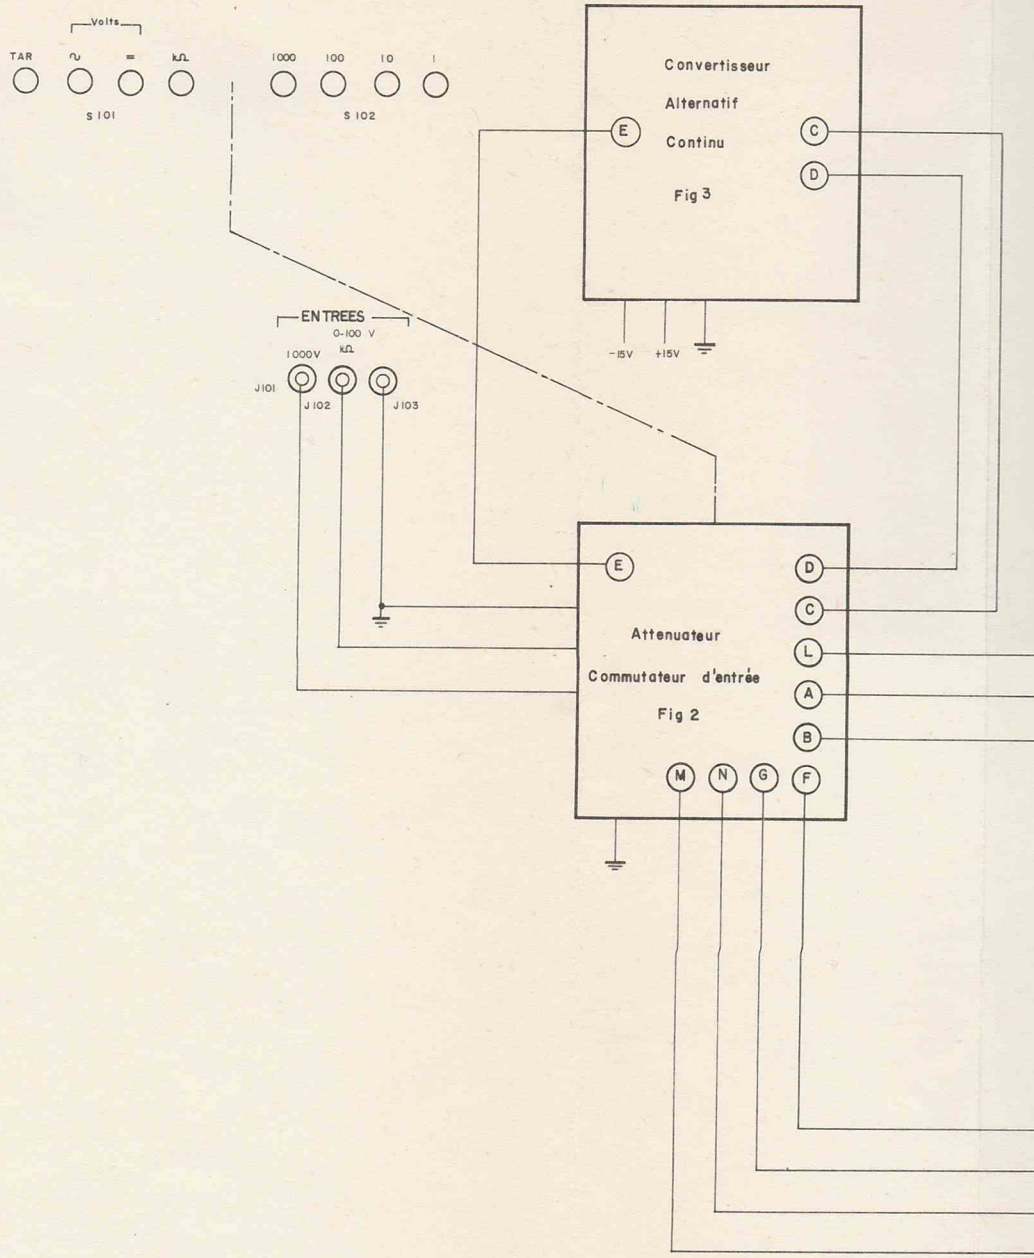 Volts
TAR ~ = kΩ
S 101
1000 100 10 1
S 102
Convertisseur
Alternatif
Continu
Fig 3
E
C
D
-15V +15V
ENTREES
0-100 V
kΩ
1000V
J101
J102
J103
E
D
C
L
A
B
Attenuateur
Commutateur d'entrée
Fig 2
M N G F